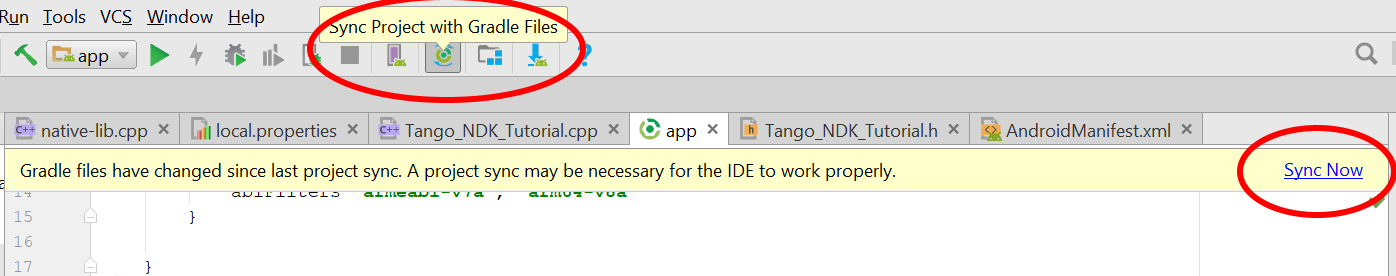 Run Tools VCS Window Help
Sync Project with Gradle Files
app
native-lib.cpp local.properties Tango_NDK_Tutorial.cpp app Tango_NDK_Tutorial.h AndroidManifest.xml
Gradle files have changed since last project sync. A project sync may be necessary for the IDE to work properly. Sync Now
14 abiFilters "armeabi-v7a", "arm64-v8a"
15 }
16
17 }